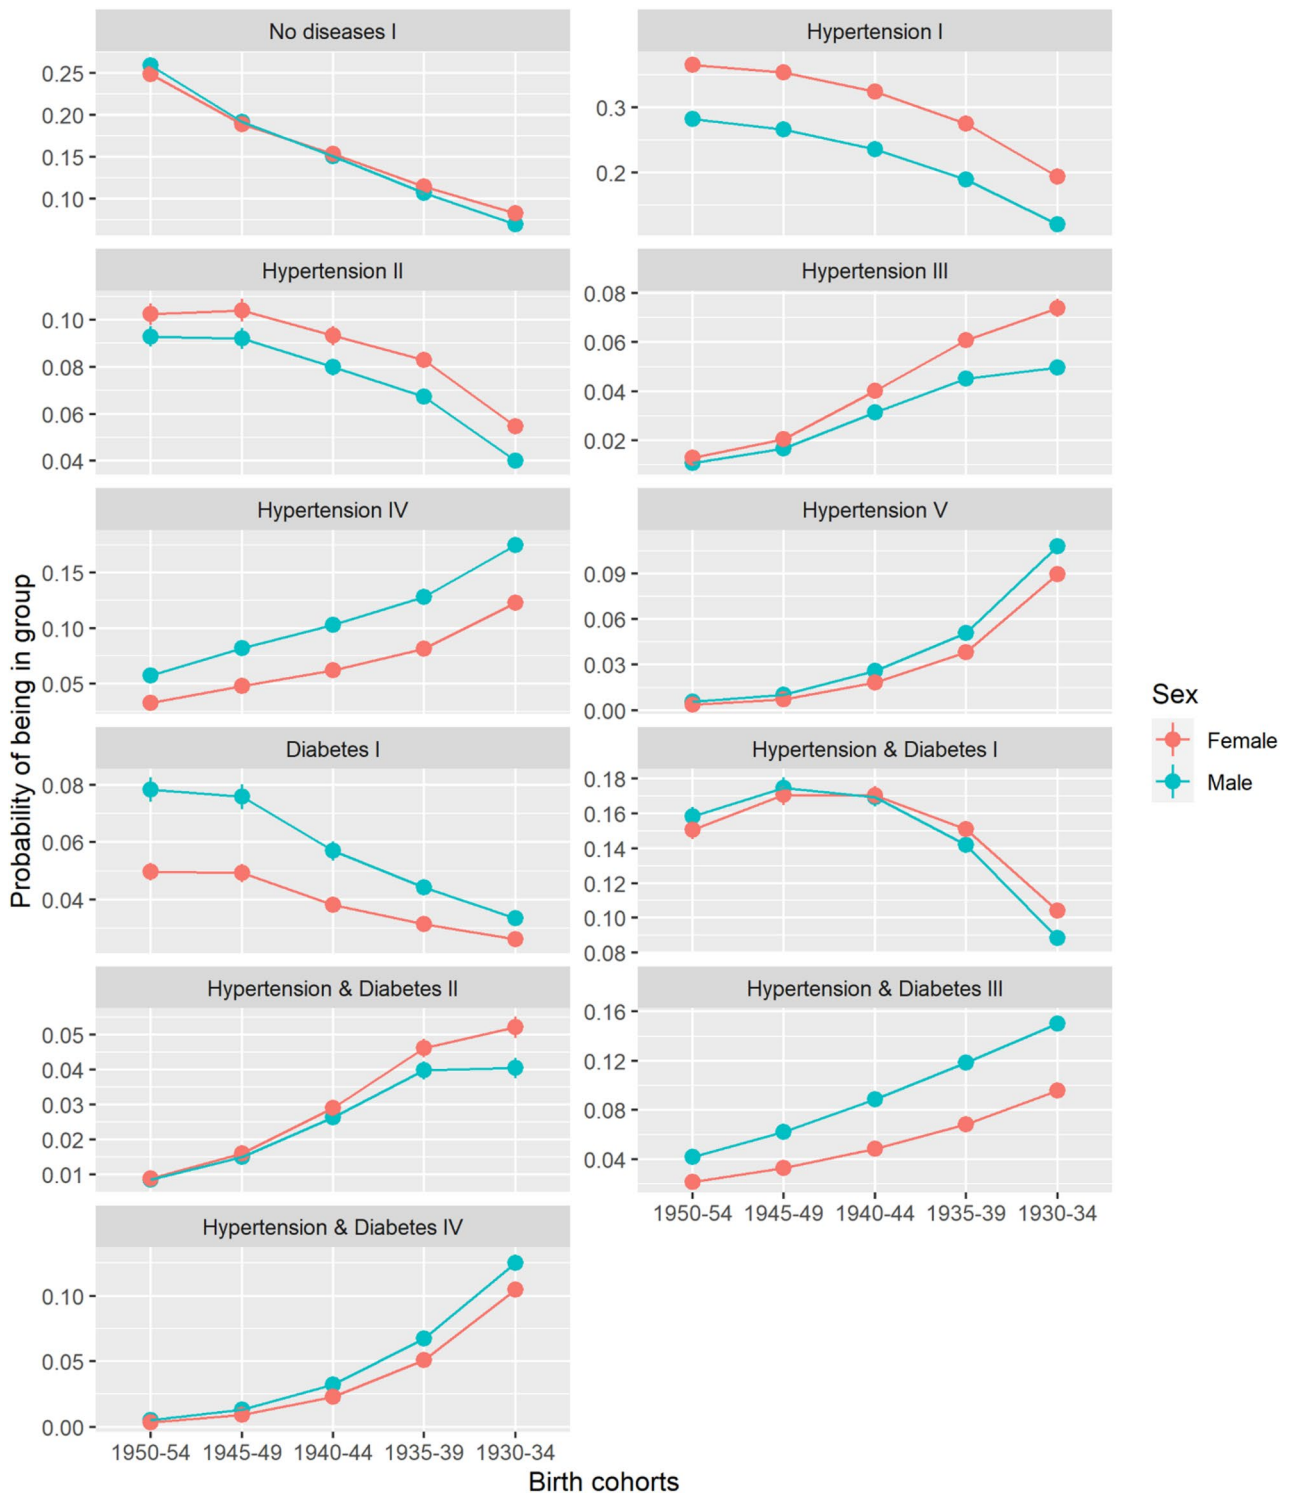 No diseases I
Hypertension I
0.25
0.20
0.15
0.10
0.3
0.2
Hypertension II
Hypertension III
0.10
0.08
0.06
0.04
0.08
0.06
0.04
0.02
Hypertension IV
Hypertension V
0.15
0.10
0.05
0.09
0.06
0.03
0.00
Diabetes I
Hypertension & Diabetes I
0.08
0.06
0.04
0.18
0.16
0.14
0.12
0.10
0.08
Hypertension & Diabetes II
Hypertension & Diabetes III
0.05
0.04
0.03
0.02
0.01
0.16
0.12
0.08
0.04
1950-54 1945-49 1940-44 1935-39 1930-34
Hypertension & Diabetes IV
0.10
0.05
0.00
1950-54 1945-49 1940-44 1935-39 1930-34
Birth cohorts
Probability of being in group
Sex
Female
Male